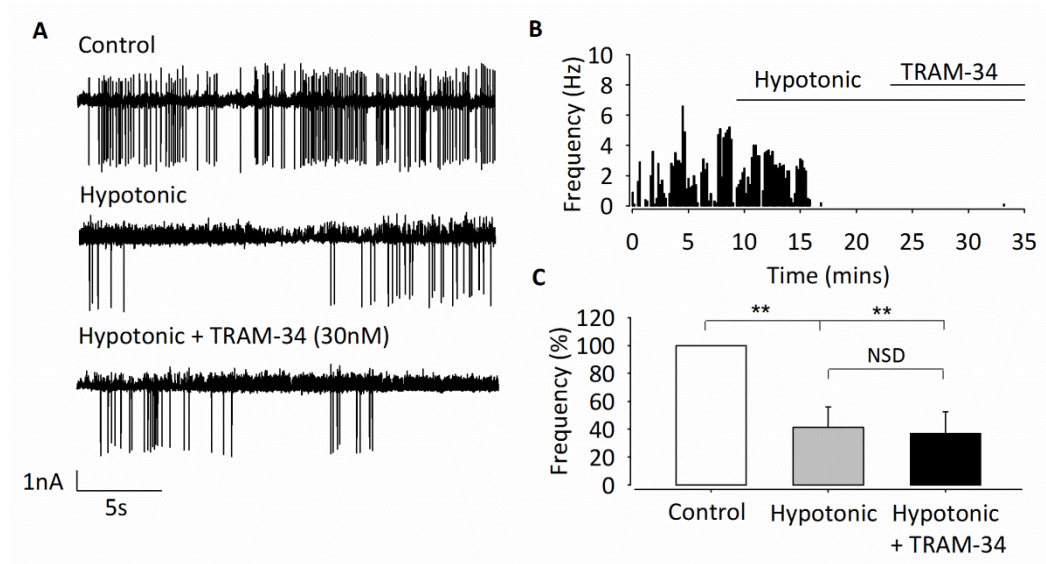 A
Control
Hypotonic
Hypotonic + TRAM-34 (30nM)
1nA
5s
B
Frequency (Hz)
10
8
6
4
2
0
Hypotonic
TRAM-34
0 5 10 15 20 25 30 35
Time (mins)
C
Frequency (%)
120
100
80
60
40
20
0
** **
NSD
Control Hypotonic Hypotonic
+ TRAM-34